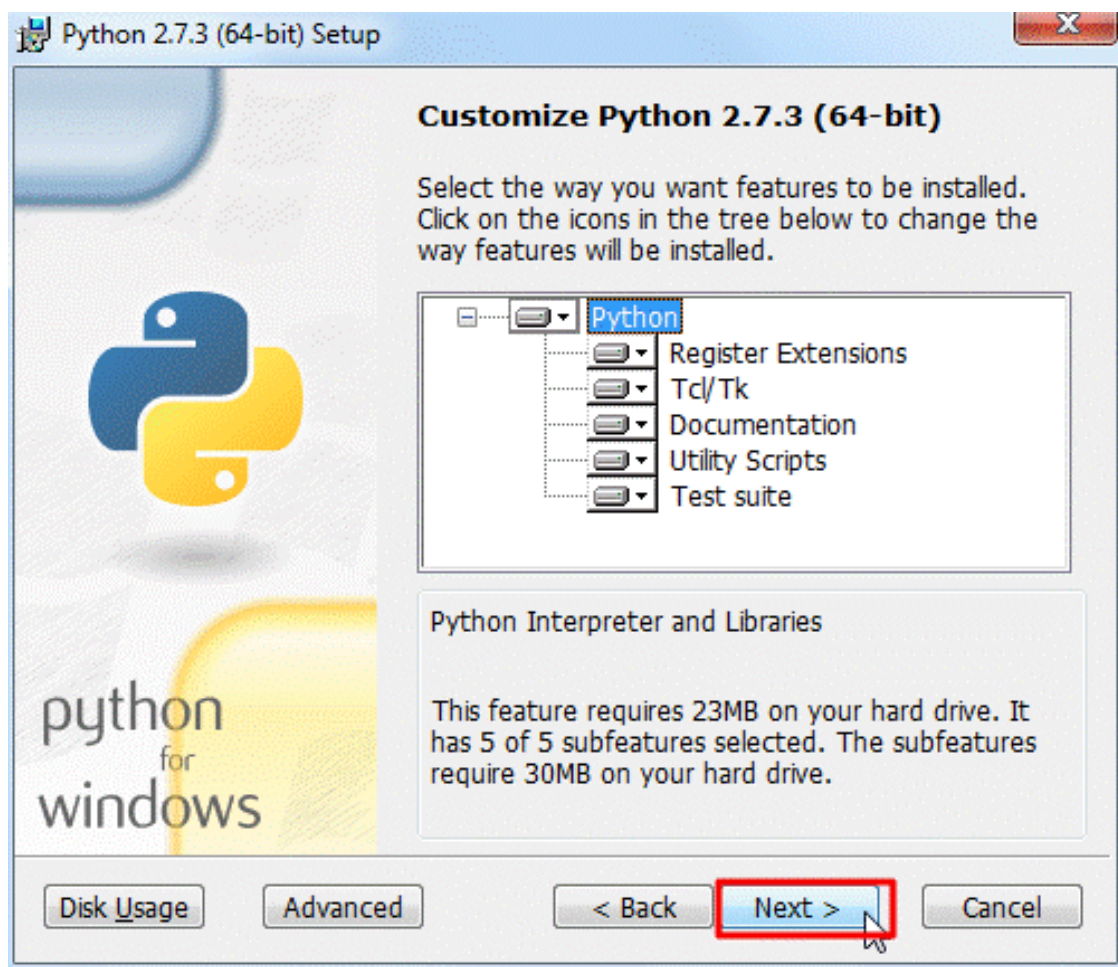 Python 2.7.3 (64-bit) Setup
X
Customize Python 2.7.3 (64-bit)
Select the way you want features to be installed.
Click on the icons in the tree below to change the
way features will be installed.
Python
Register Extensions
Tcl/Tk
Documentation
Utility Scripts
Test suite
Python Interpreter and Libraries
This feature requires 23MB on your hard drive. It
has 5 of 5 subfeatures selected. The subfeatures
require 30MB on your hard drive.
python
for
windows
Disk Usage
Advanced
< Back
Next >
Cancel